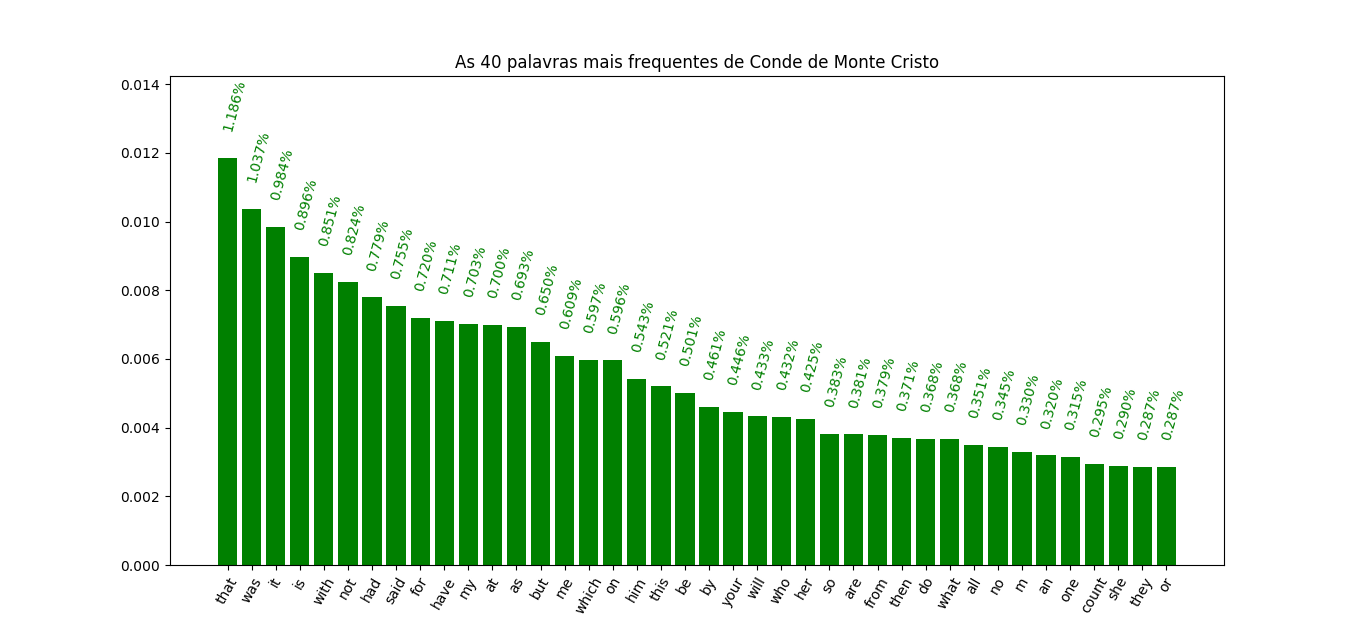 As 40 palavras mais frequentes de Conde de Monte Cristo
0.014
0.012
0.010
0.008
0.006
0.004
0.002
0.000
1.186%
1.037%
0.984%
0.896%
0.851%
0.824%
0.779%
0.755%
0.720%
0.711%
0.703%
0.700%
0.693%
0.650%
0.609%
0.597%
0.596%
0.543%
0.521%
0.501%
0.461%
0.446%
0.433%
0.432%
0.425%
0.383%
0.381%
0.379%
0.371%
0.368%
0.368%
0.351%
0.345%
0.330%
0.320%
0.315%
0.295%
0.290%
0.287%
0.287%
that
was
it
is
with
not
had
said
for
have
my
at
as
but
me
which
on
him
this
be
by
your
will
who
her
so
are
from
then
do
what
all
no
m
an
one
count
she
they
or